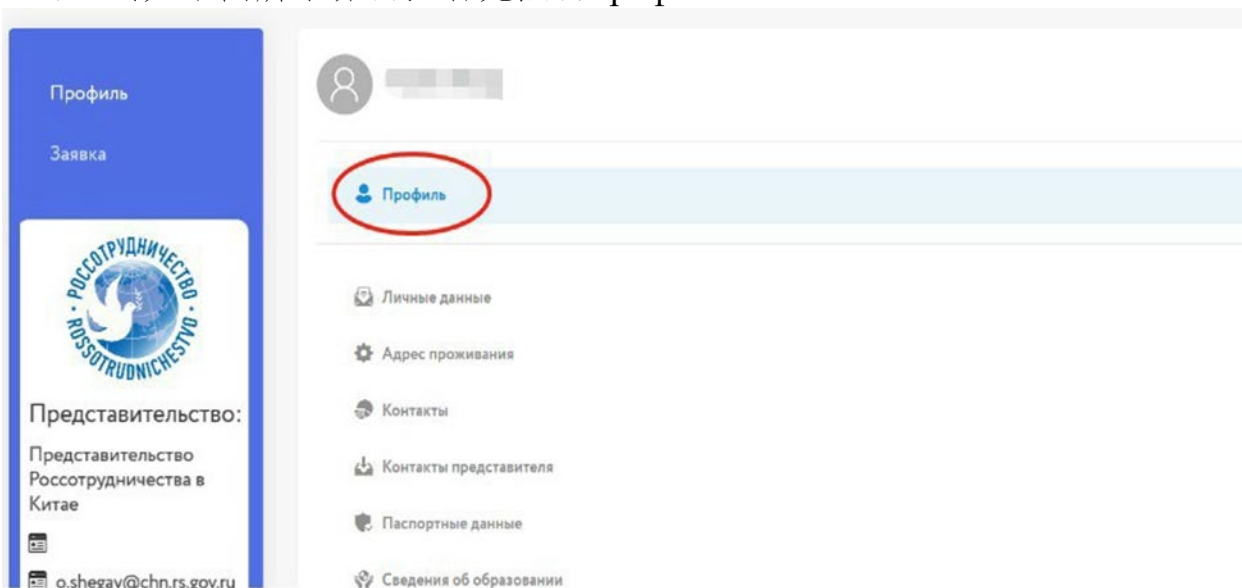 Профиль
Заявка
РОССОТРУДНИЧЕСТВО
ROSSOTRUDNICHESTVO
Представительство:
Представительство
Россотрудничества в
Китае
o.shegay@chn.rs.gov.ru
Профиль
Личные данные
Адрес проживания
Контакты
Контакты представителя
Паспортные данные
Сведения об образовании